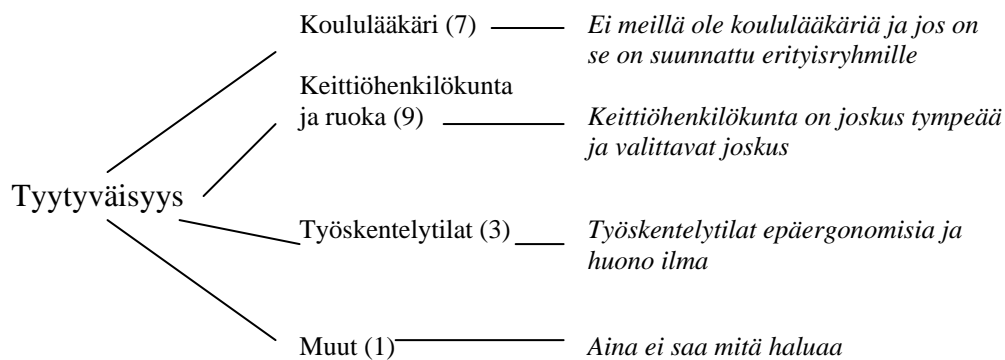 Koululääkäri (7)
Ei meillä ole koululääkäriä ja jos on
se on suunnattu erityisryhmille
Keittiöhenkilökunta
ja ruoka (9)
Keittiöhenkilökunta on joskus tympeää
ja valittavat joskus
Tyytyväisyys
Työskentelytilat (3)
Työskentelytilat epäergonomisia ja
huono ilma
Muut (1)
Aina ei saa mitä haluaa